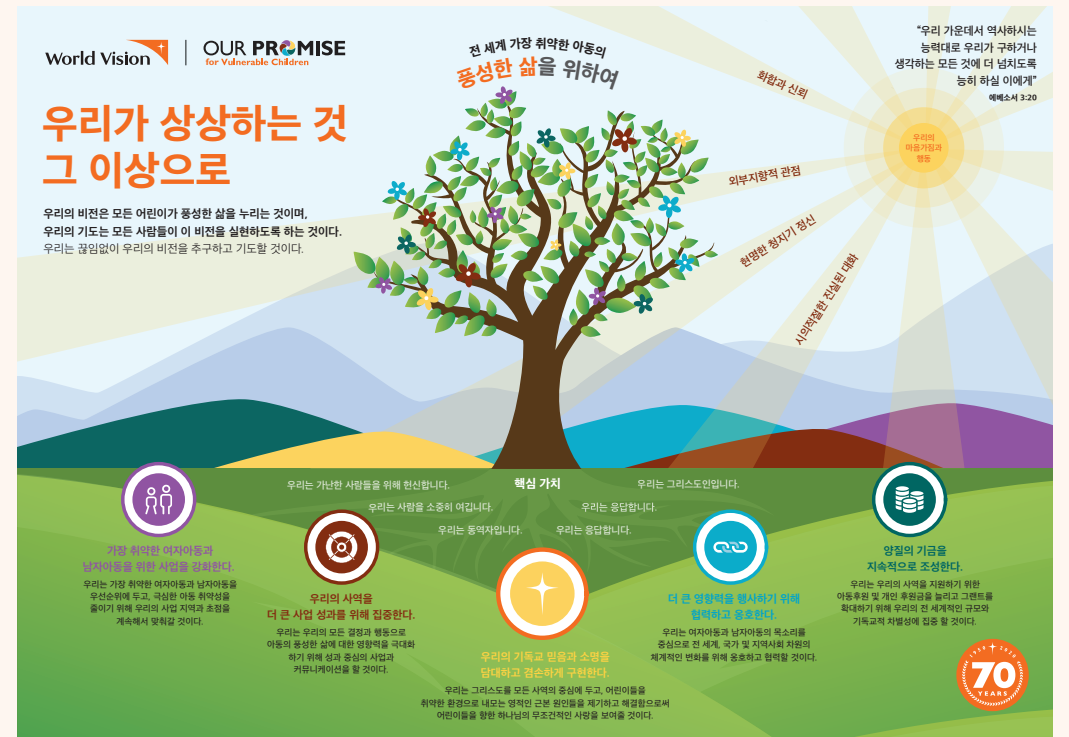 World Vision
OUR PROMISE
for Vulnerable Children
우리가 상상하는 것
그 이상으로
우리의 비전은 모든 어린이가 풍성한 삶을 누리는 것이며,
우리의 기도는 모든 사람들이 이 비전을 실현하도록 하는 것이다.
우리는 끊임없이 우리의 비전을 추구하고 기도할 것이다.
전 세계 가장 취약한 아동의
풍성한 삶을 위하여
“우리 가운데서 역사하시는
능력대로 우리가 구하거나
생각하는 모든 것에 더 넘치도록
능히 하실 이에게”
에베소서 3:20
우리의
마음가짐과
행동
화합과 신뢰
외부지향적 관점
현명한 청지기 정신
시의적절한 진실된 대화
핵심 가치
우리는 가난한 사람들을 위해 헌신합니다.
우리는 그리스도인입니다.
우리는 사람을 소중히 여깁니다.
우리는 응답합니다.
우리는 동역자입니다.
우리는 응답합니다.
가장 취약한 여자아동과
남자아동을 위한 사업을 강화한다.
우리는 가장 취약한 여자아동과 남자아동을
우선순위에 두고, 극심한 아동 취약성을
줄이기 위해 우리의 사업 지역과 초점을
계속해서 맞춰갈 것이다.
우리의 사역을
더 큰 사업 성과를 위해 집중한다.
우리는 우리의 모든 결정과 행동으로
아동의 풍성한 삶에 대한 영향력을 극대화
하기 위해 성과 중심의 사업과
커뮤니케이션을 할 것이다.
우리의 기독교 믿음과 소명을
담대하고 겸손하게 구현한다.
우리는 그리스도를 모든 사역의 중심에 두고, 어린이들을
취약한 환경으로 내모는 영적인 근본 원인들을 제기하고 해결함으로써
어린이들을 향한 하나님의 무조건적인 사랑을 보여줄 것이다.
더 큰 영향력을 행사하기 위해
협력하고 옹호한다.
우리는 여자아동과 남자아동의 목소리를
중심으로 전 세계, 국가 및 지역사회 차원의
체계적인 변화를 위해 옹호하고 협력할 것이다.
양질의 기금을
지속적으로 조성한다.
우리는 우리의 사역을 지원하기 위한
아동후원 및 개인 후원금을 늘리고 그랜트를
확대하기 위해 우리의 전 세계적인 규모와
기독교적 차별성에 집중 할 것이다.
1950 2020
70
YEARS